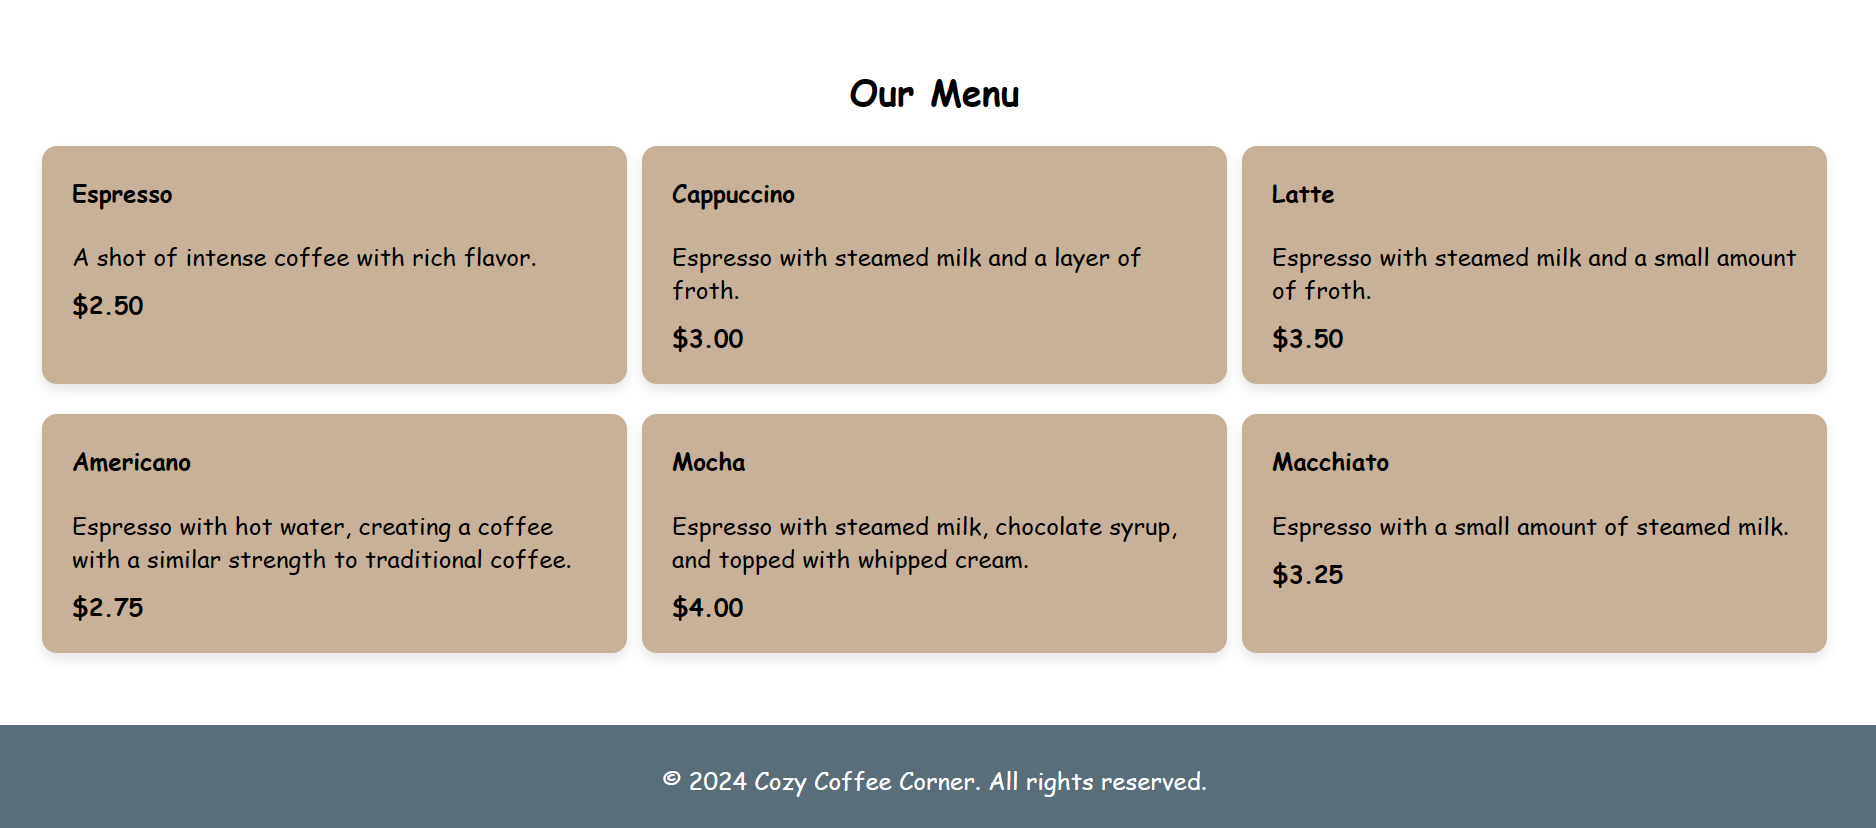 Our Menu
Espresso
A shot of intense coffee with rich flavor.
$2.50
Cappuccino
Espresso with steamed milk and a layer of
froth.
$3.00
Latte
Espresso with steamed milk and a small amount
of froth.
$3.50
Americano
Espresso with hot water, creating a coffee
with a similar strength to traditional coffee.
$2.75
Mocha
Espresso with steamed milk, chocolate syrup,
and topped with whipped cream.
$4.00
Macchiato
Espresso with a small amount of steamed milk.
$3.25
© 2024 Cozy Coffee Corner. All rights reserved.